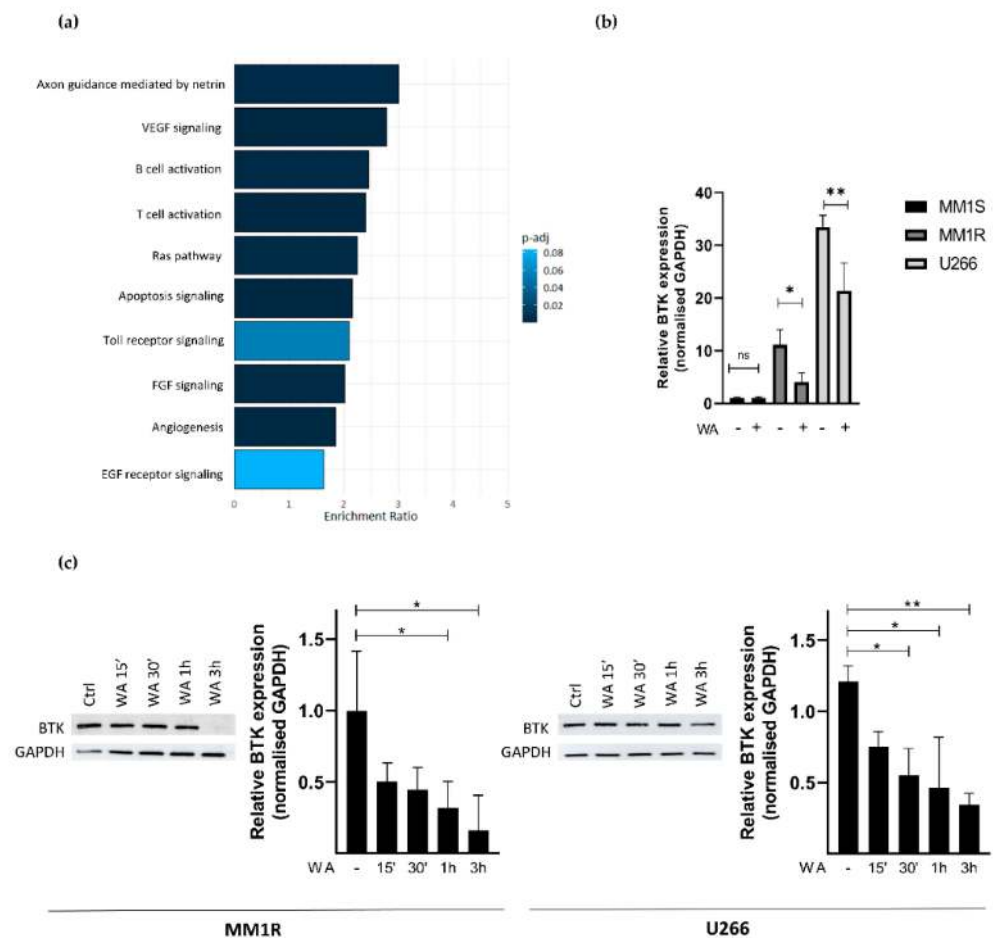 (a)
Axon guidance mediated by netrin
VEGF signaling
B cell activation
T cell activation
Ras pathway
Apoptosis signaling
Toll receptor signaling
FGF signaling
Angiogenesis
EGF receptor signaling
0 1 2 3 4 5
Enrichment Ratio
p-adj
0.08
0.06
0.04
0.02
(b)
Relative BTK expression
(normalised GAPDH)
40
30
20
10
0
ns
*
**
WA - + - + - +
MM1S
MM1R
U266
(c)
Ctrl
WA 15'
WA 30'
WA 1h
WA 3h
BTK
GAPDH
Relative BTK expression
(normalised GAPDH)
1.5
1.0
0.5
*
*
WA - 15' 30' 1h 3h
MM1R
Ctrl
WA 15'
WA 30'
WA 1h
WA 3h
BTK
GAPDH
Relative BTK expression
(normalised GAPDH)
1.5
1.0
0.5
**
*
*
WA - 15' 30' 1h 3h
U266